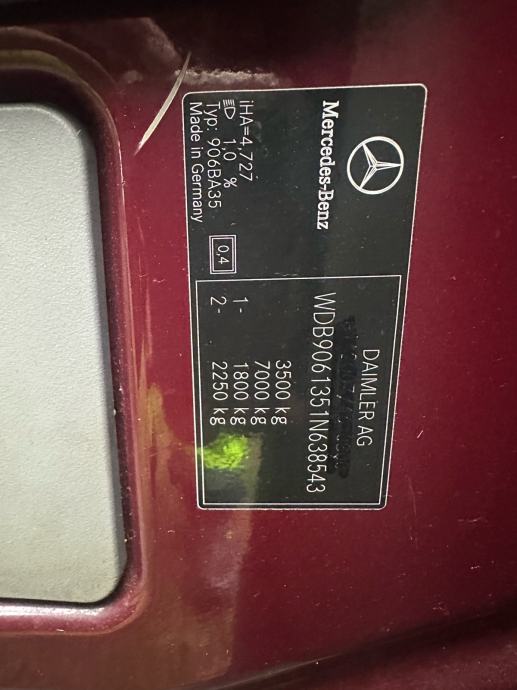 Mercedes-Benz
iHA=4,727
1,0 %
Typ: 906BA35
Made in Germany
0,4
DAIMLER AG
WDB9061351N638543
3500 kg
7000 kg
1- 1800 kg
2- 2250 kg